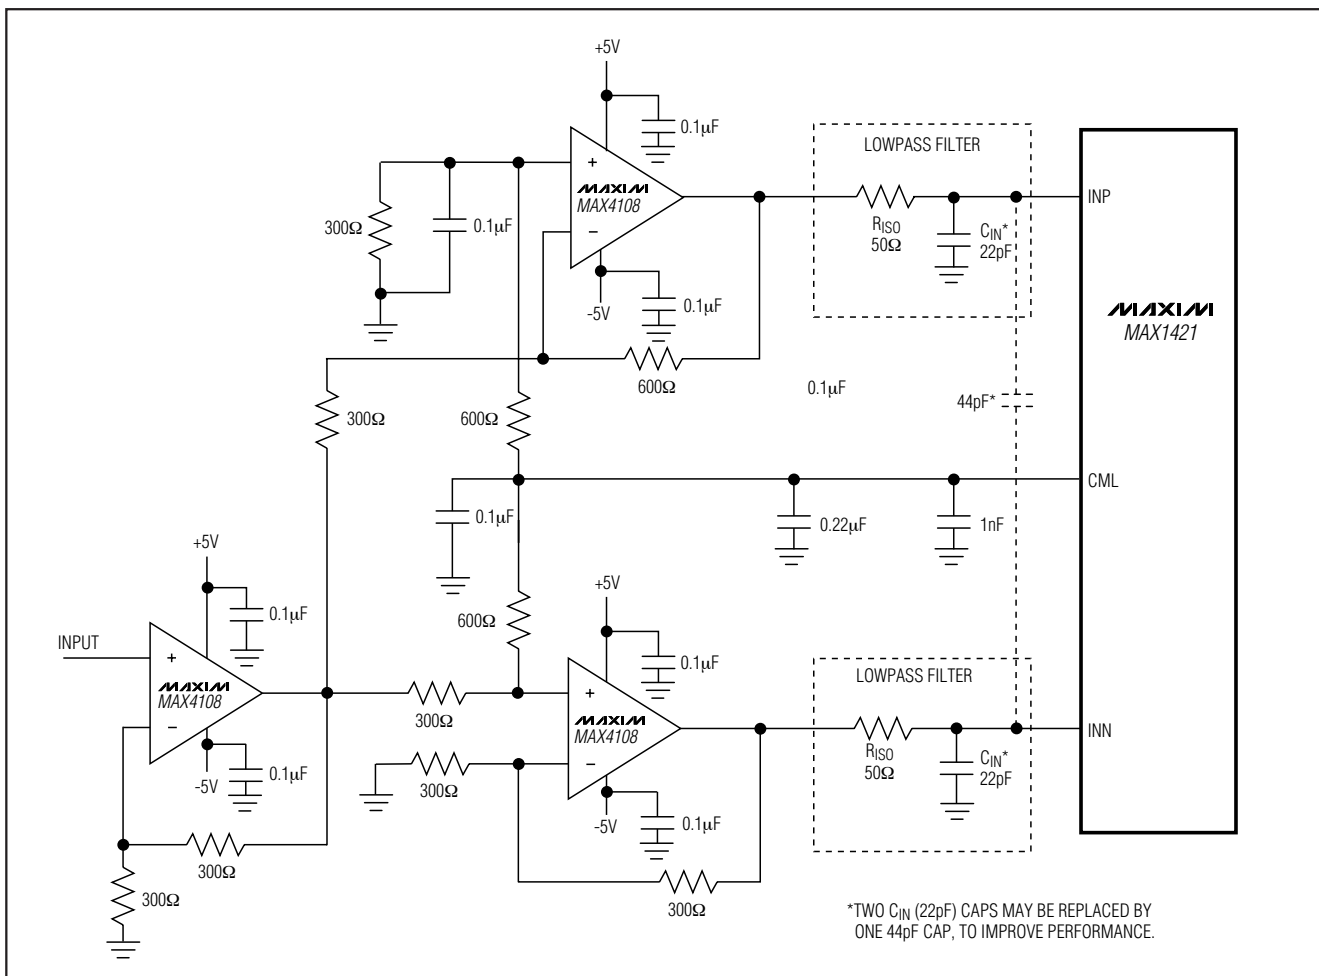 +5V
0.1µF
LOWPASS FILTER
+
MAXIM
MAX4108
−
300Ω
0.1µF
RISO
50Ω
CIN*
22pF
INP
-5V
0.1µF
MAXIM
MAX1421
600Ω
0.1µF
44pF*
300Ω
600Ω
CML
0.1µF
0.22µF
1nF
+5V
0.1µF
+5V
600Ω
0.1µF
INPUT
+
MAXIM
MAX4108
−
300Ω
+
MAXIM
MAX4108
−
LOWPASS FILTER
RISO
50Ω
CIN*
22pF
INN
-5V
0.1µF
300Ω
-5V
0.1µF
300Ω
300Ω
300Ω
*TWO CIN (22pF) CAPS MAY BE REPLACED BY
ONE 44pF CAP, TO IMPROVE PERFORMANCE.